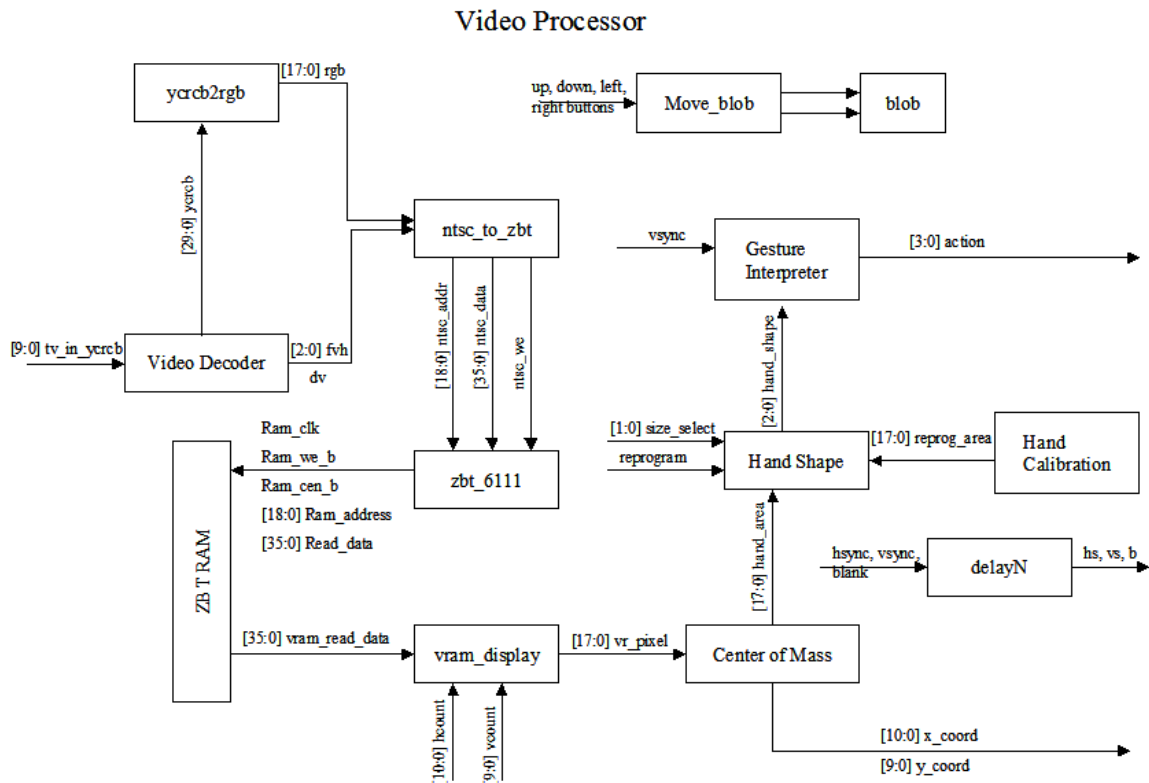 Video Processor
ycrcb2rgb
[17:0] rgb
up, down, left,
right buttons
Move_blob
blob
[29:0] ycrcb
ntsc_to_zbt
vsync
Gesture
Interpreter
[3:0] action
[9:0] tv_in_ycrcb
Video Decoder
[2:0] fvh
dv
[18:0] ntsc_addr
[35:0] ntsc_data
ntsc_we
[2:0] hand_shape
Ram_clk
Ram_we_b
Ram_cen_b
[18:0] Ram_address
[35:0] Read_data
zbt_6111
[1:0] size_select
reprogram
Hand Shape
[17:0] reprog_area
Hand
Calibration
ZBT RAM
[17:0] hand_area
hsync, vsync,
blank
delayN
hs, vs, b
[35:0] vram_read_data
vram_display
[17:0] vr_pixel
Center of Mass
[10:0] hcount
[9:0] vcount
[10:0] x_coord
[9:0] y_coord